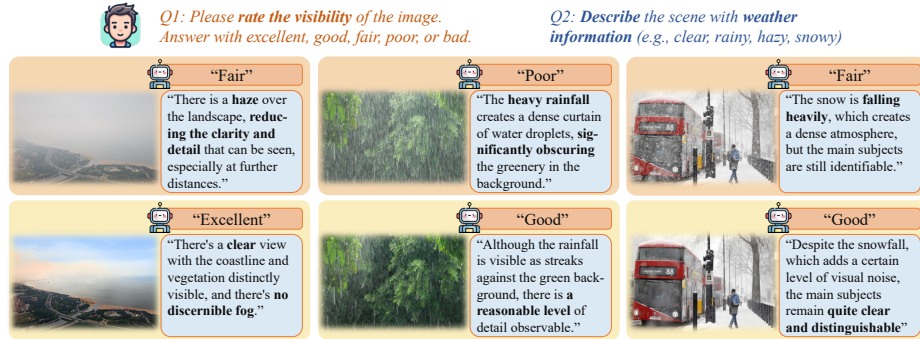 Q1: Please rate the visibility of the image.
Answer with excellent, good, fair, poor, or bad.
Q2: Describe the scene with weather
information (e.g., clear, rainy, hazy, snowy)
“Fair”
“There is a haze over
the landscape, reduc-
ing the clarity and
detail that can be seen,
especially at further
distances.”
“Poor”
“The heavy rainfall
creates a dense curtain
of water droplets, sig-
nificantly obscuring
the greenery in the
background.”
“Fair”
“The snow is falling
heavily, which creates
a dense atmosphere,
but the main subjects
are still identifiable.”
88
“Excellent”
“There's a clear view
with the coastline and
vegetation distinctly
visible, and there's no
discernible fog.”
“Good”
“Although the rainfall
is visible as streaks
against the green back-
ground, there is a
reasonable level of
detail observable.”
“Good”
“Despite the snowfall,
which adds a certain
level of visual noise,
the main subjects
remain quite clear
and distinguishable”
88